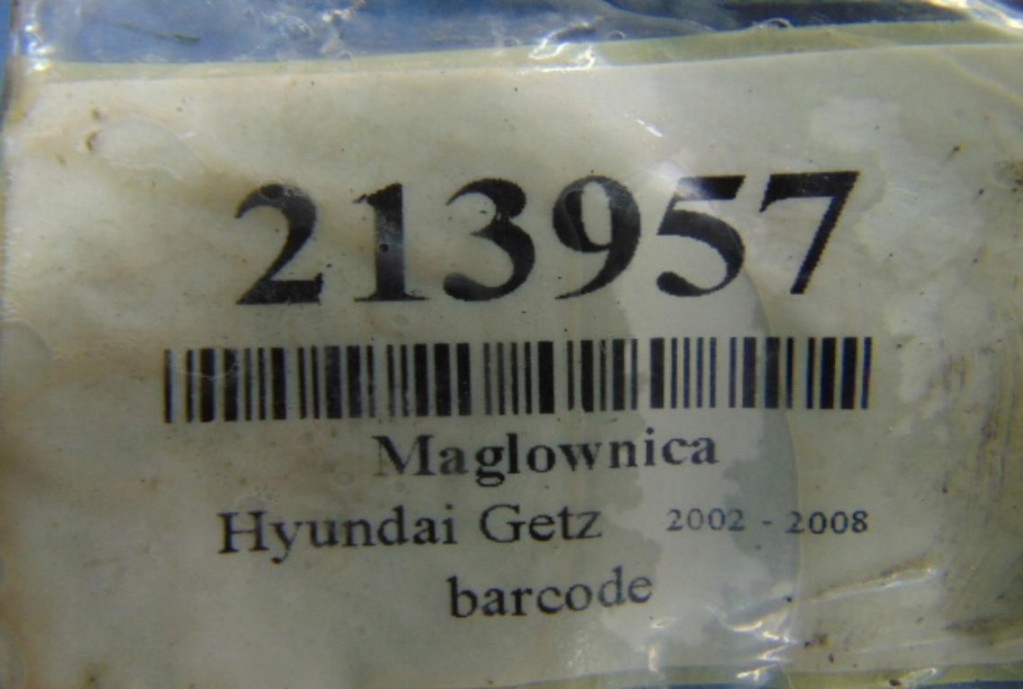 213957
Maglownica
Hyundai Getz 2002 - 2008
barcode